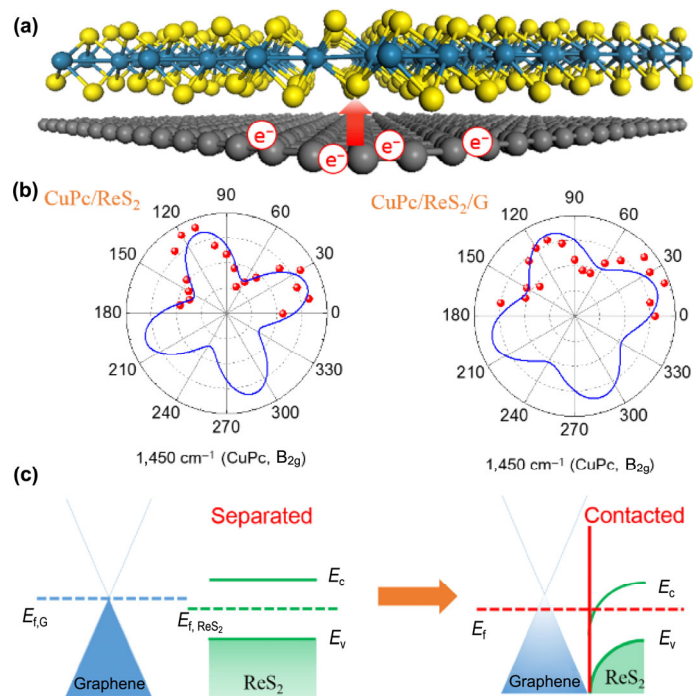 (a)
e⁻
e⁻
e⁻
e⁻
(b)
CuPc/ReS₂
90
120
60
150
30
180
0
210
330
240
300
270
1,450 cm⁻¹ (CuPc, B₂g)
CuPc/ReS₂/G
90
120
60
150
30
180
0
210
330
240
300
270
1,450 cm⁻¹ (CuPc, B₂g)
(c)
Separated
E_f,G
Graphene
E_c
E_f, ReS₂
E_v
ReS₂
Contacted
E_f
Graphene
E_c
E_v
ReS₂